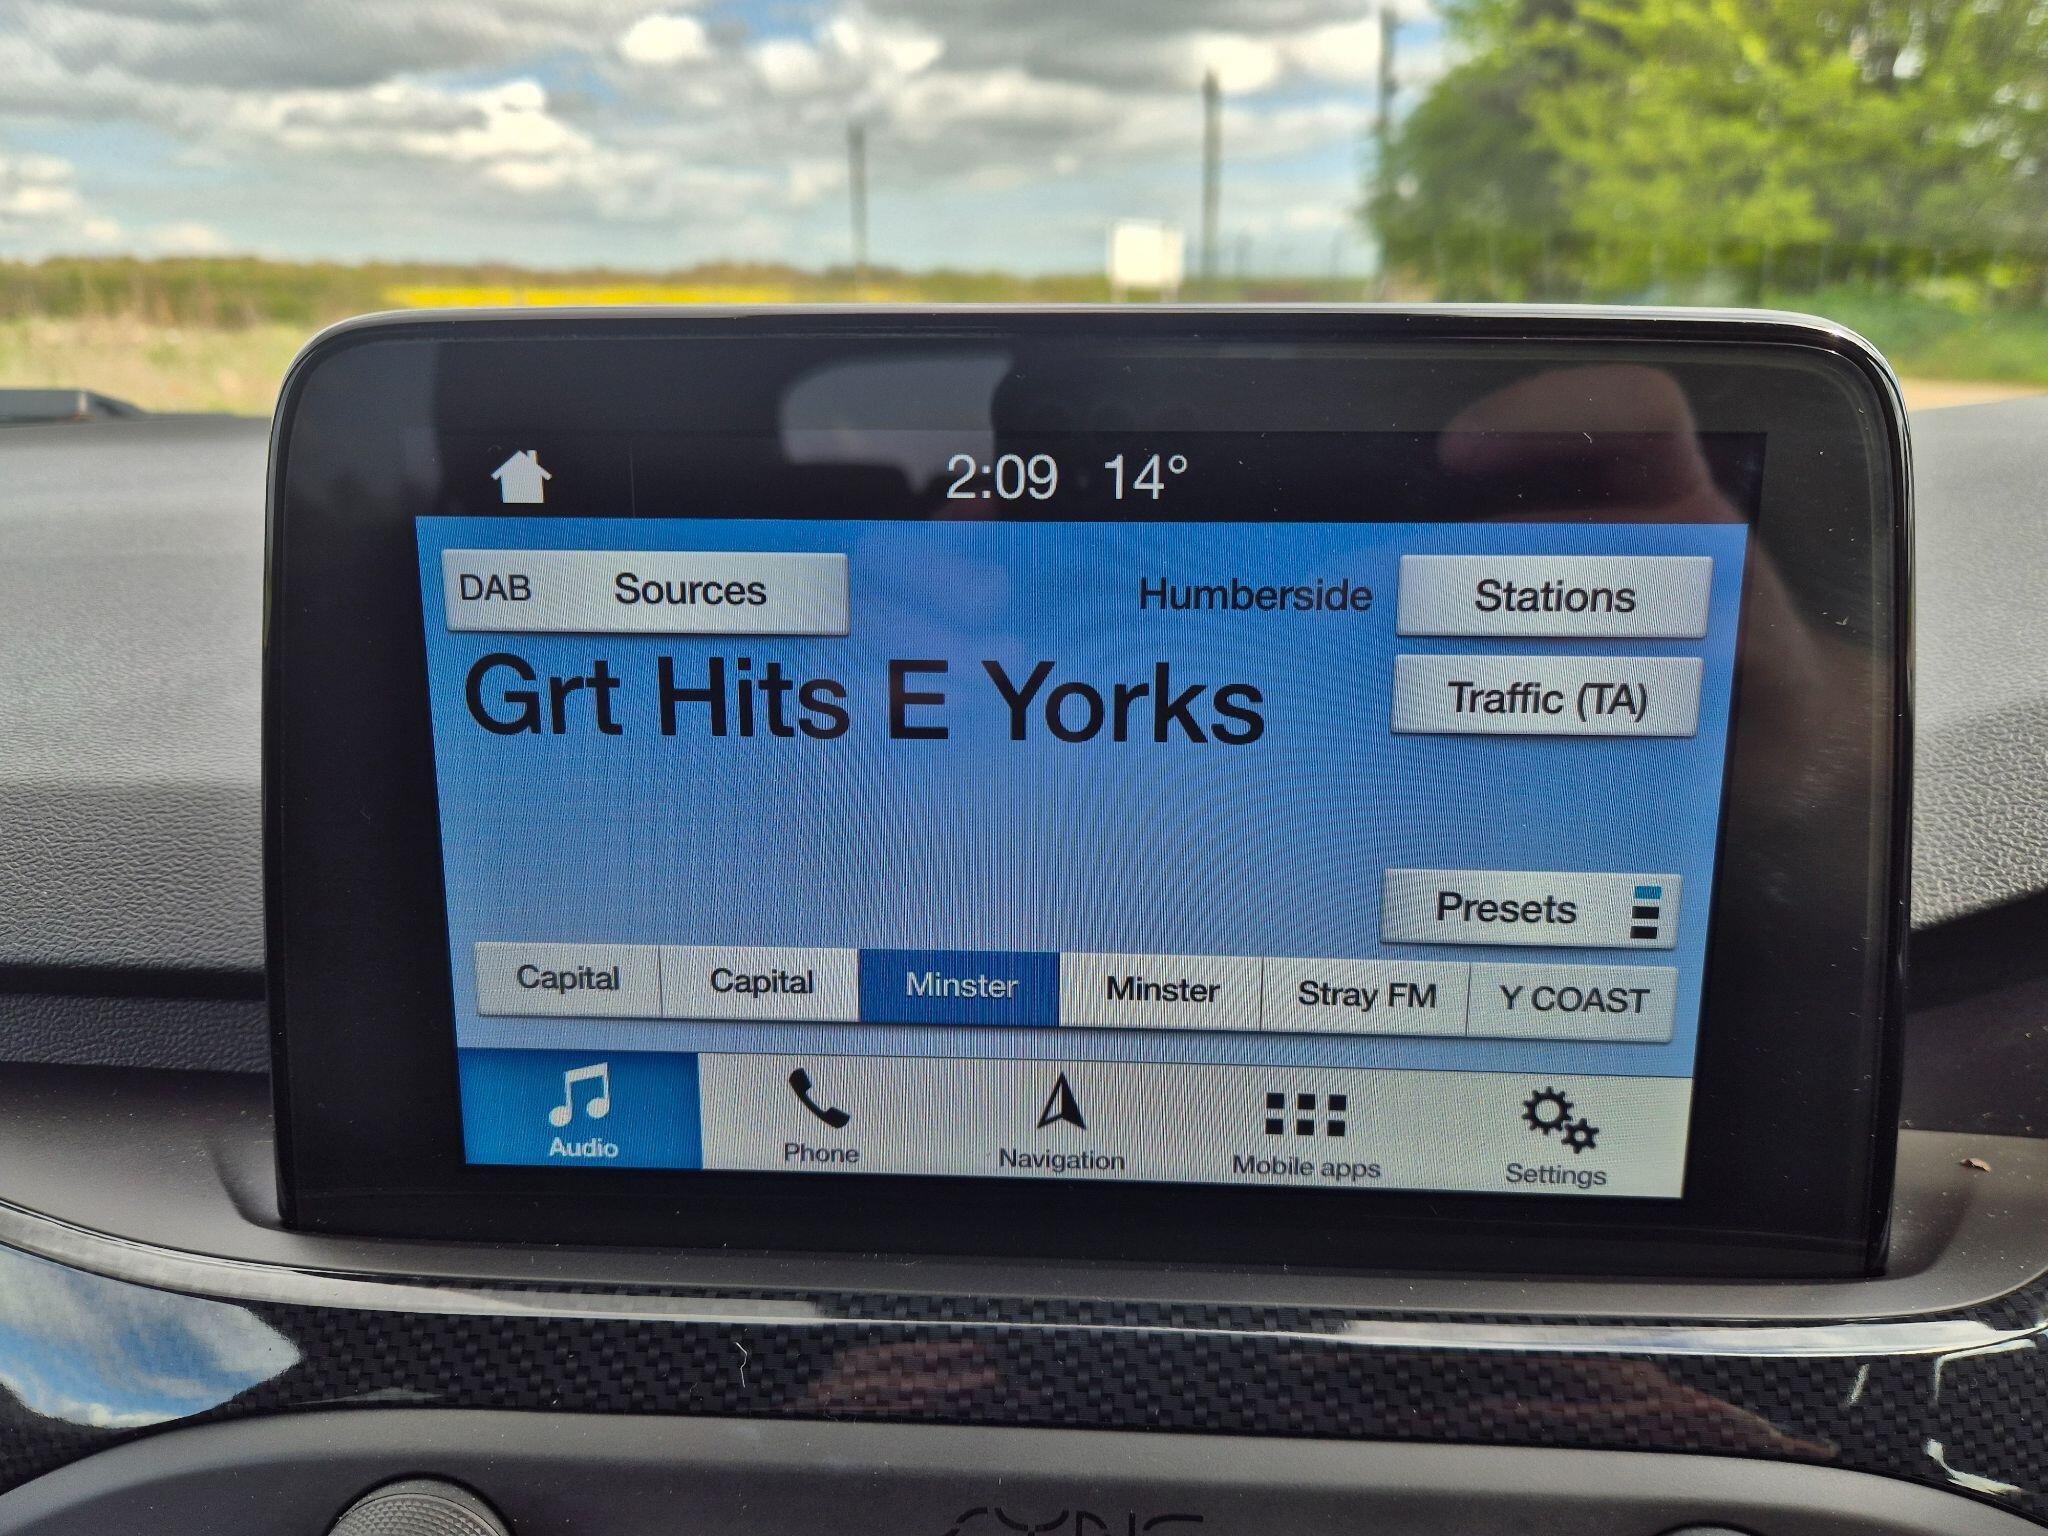 2:09 14°
DAB Sources Humberside Stations
Grt Hits E Yorks Traffic (TA)
Presets
Capital Capital Minster Minster Stray FM Y COAST
Audio Phone Navigation Mobile apps Settings
SYNC